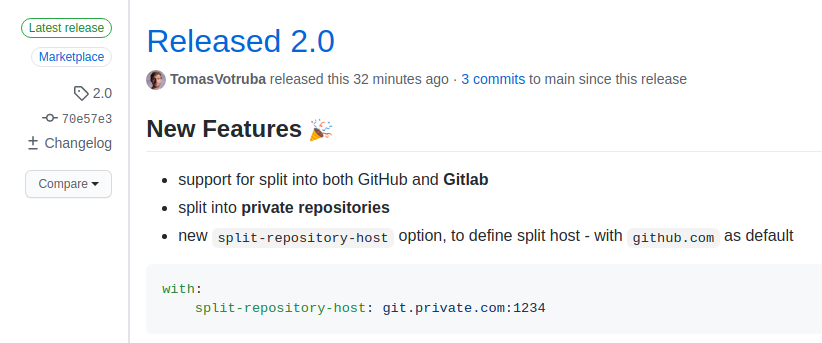 Latest release
Marketplace
2.0
70e57e3
Changelog
Compare
Released 2.0
TomasVotruba released this 32 minutes ago · 3 commits to main since this release
New Features 🎉
• support for split into both GitHub and Gitlab
• split into private repositories
• new split-repository-host option, to define split host - with github.com as default
with:
    split-repository-host: git.private.com:1234